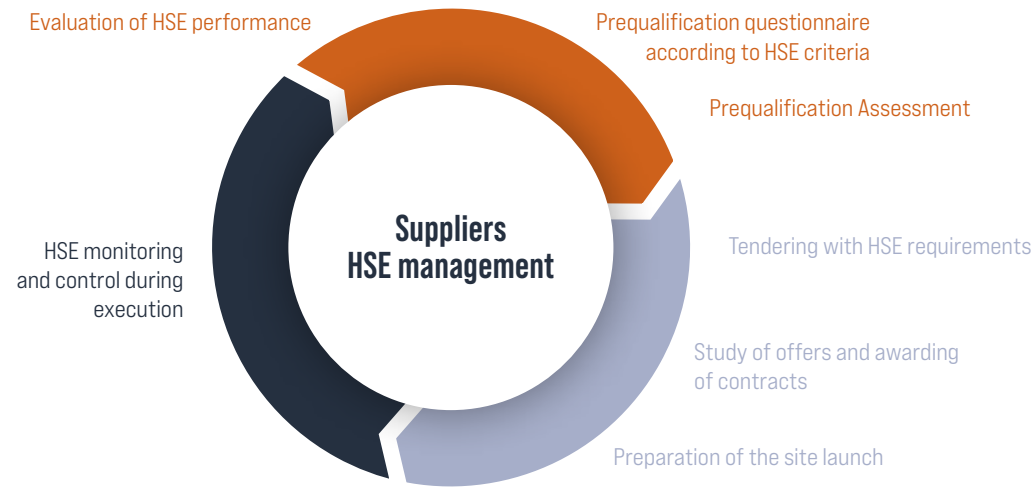 Evaluation of HSE performance
Prequalification questionnaire
according to HSE criteria
Prequalification Assessment
Suppliers
HSE management
Tendering with HSE requirements
HSE monitoring
and control during
execution
Study of offers and awarding
of contracts
Preparation of the site launch